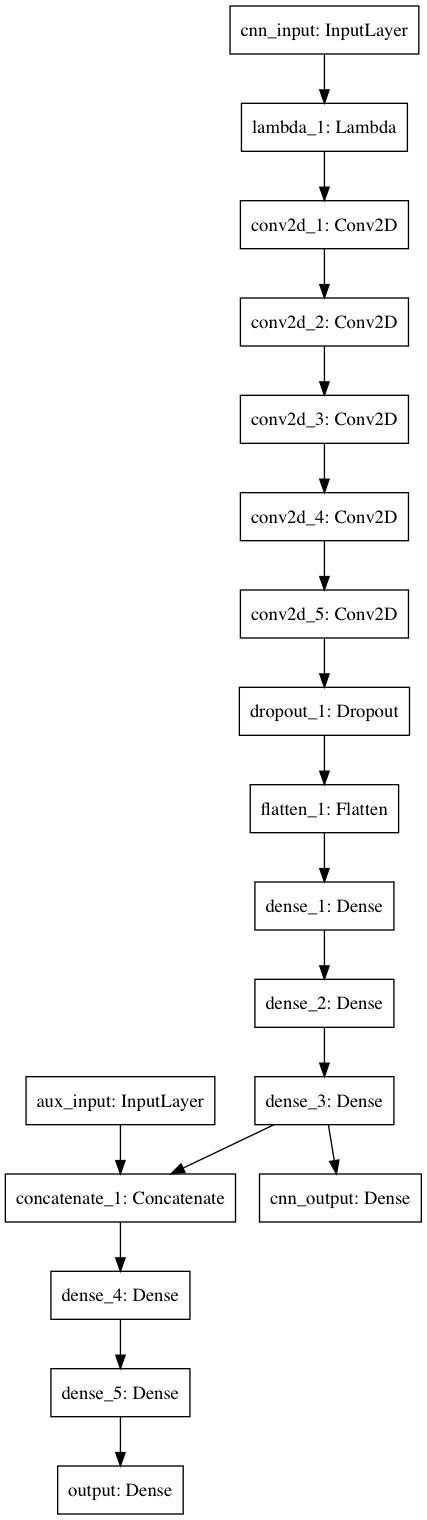 cnn_input: InputLayer
lambda_1: Lambda
conv2d_1: Conv2D
conv2d_2: Conv2D
conv2d_3: Conv2D
conv2d_4: Conv2D
conv2d_5: Conv2D
dropout_1: Dropout
flatten_1: Flatten
dense_1: Dense
dense_2: Dense
aux_input: InputLayer
dense_3: Dense
concatenate_1: Concatenate
cnn_output: Dense
dense_4: Dense
dense_5: Dense
output: Dense